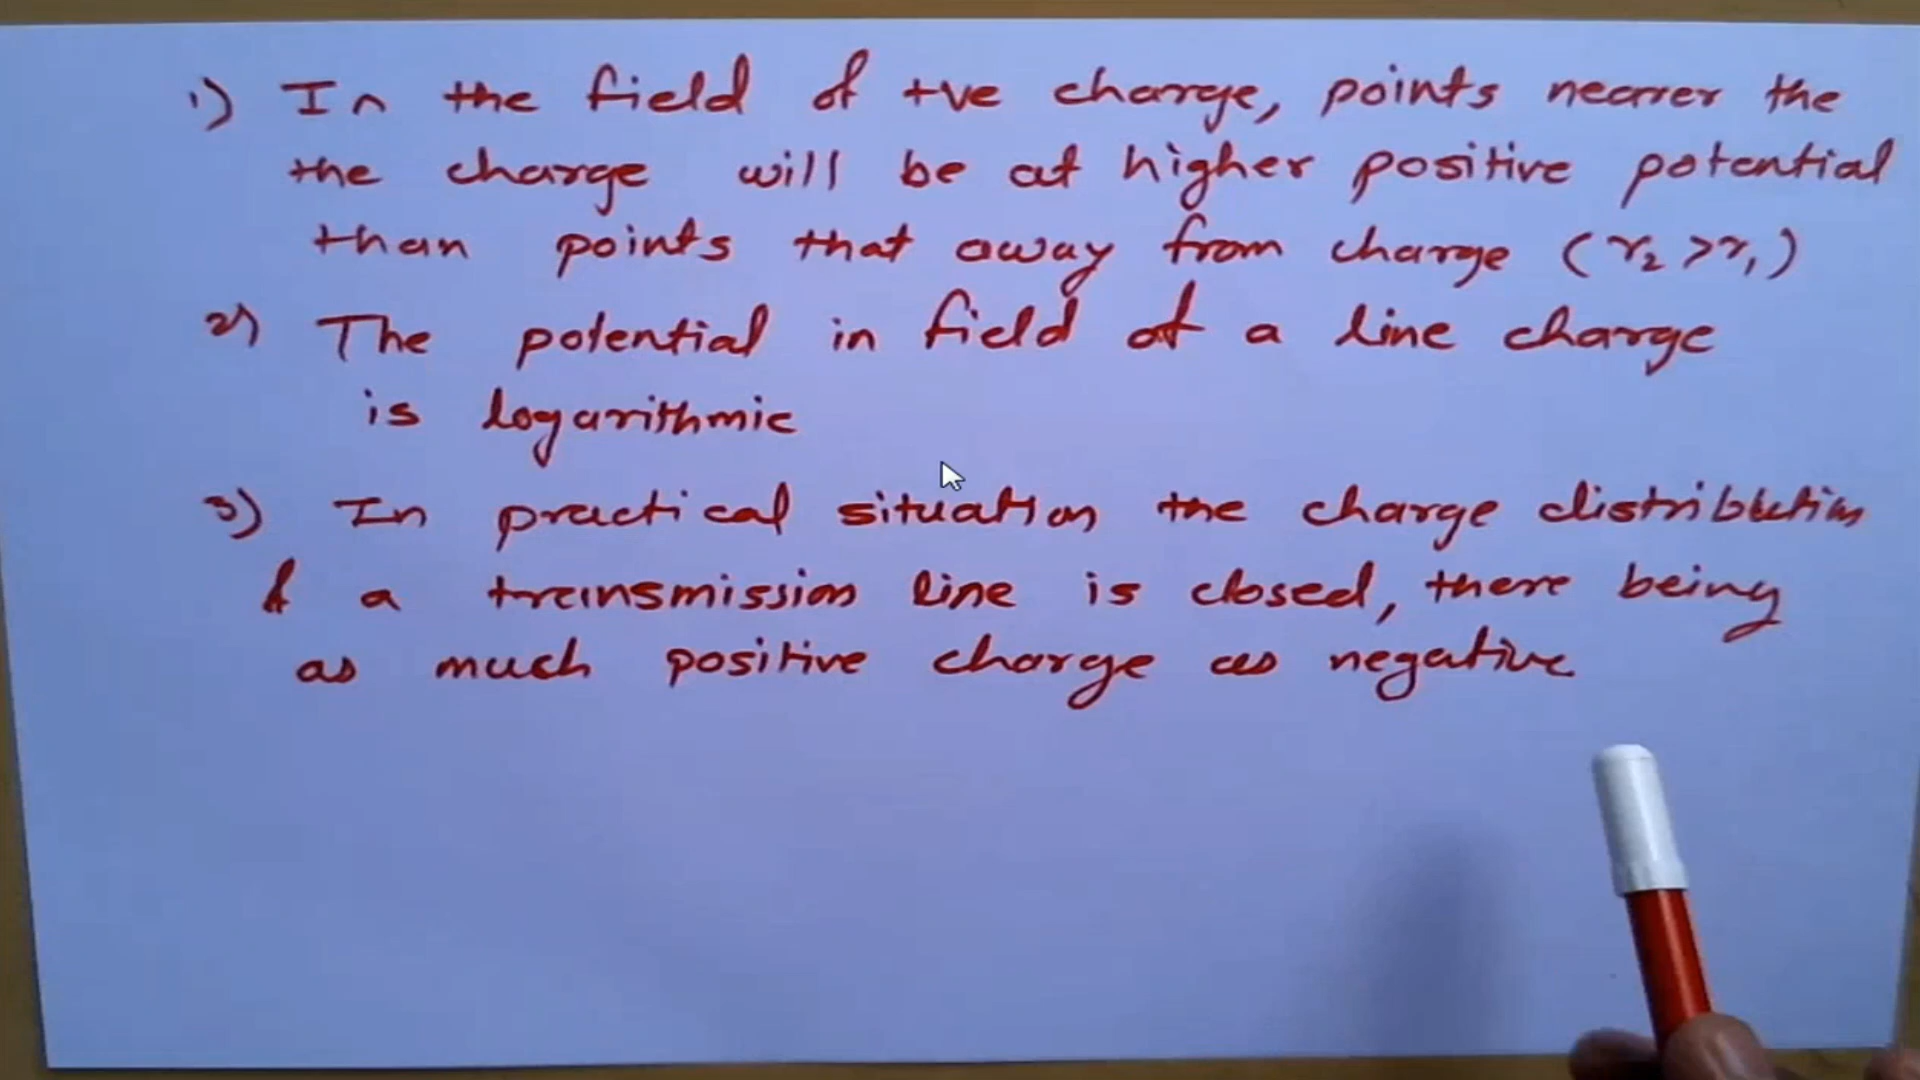 1) In the field of +ve charge, points nearer the
the charge will be at higher positive potential
than points that away from charge (r₂ > r₁)
2) The potential in field of a line charge
is logarithmic
3) In practical situation the charge distribution
of a transmission line is closed, there being
as much positive charge as negative